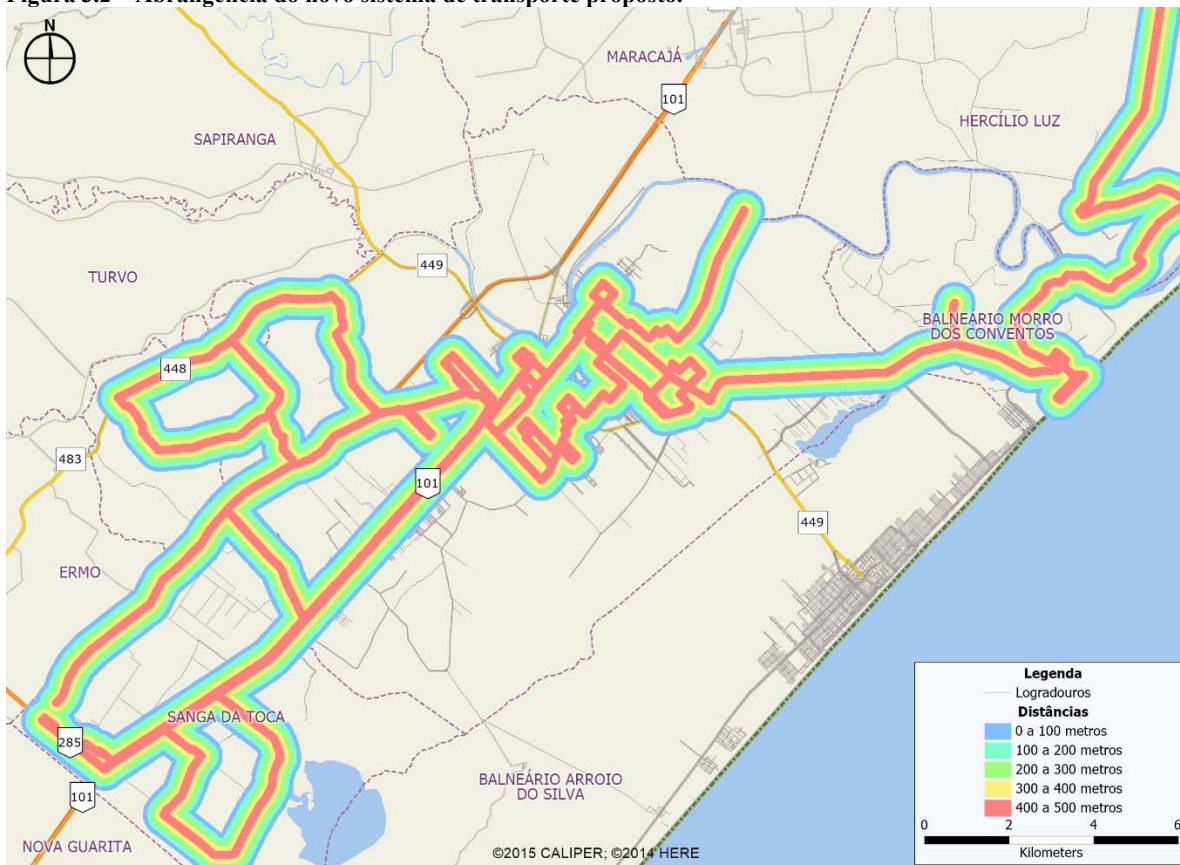 Figura 3.2 – Abrangência do novo sistema de transporte proposto.
N
MARACAJÁ
101
HERCÍLIO LUZ
SAPIRANGA
449
TURVO
BALNEÁRIO MORRO
DOS CONVENTOS
448
483
101
449
ERMO
SANGA DA TOCA
285
101
BALNEÁRIO ARROIO
DO SILVA
NOVA GUARITA
Legenda
Logradouros
Distâncias
0 a 100 metros
100 a 200 metros
200 a 300 metros
300 a 400 metros
400 a 500 metros
0 2 4 6
Kilometers
©2015 CALIPER; ©2014 HERE